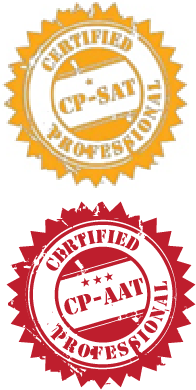 CERTIFIED
CP-SAT
PROFESSIONAL
CERTIFIED
CP-AAT
PROFESSIONAL